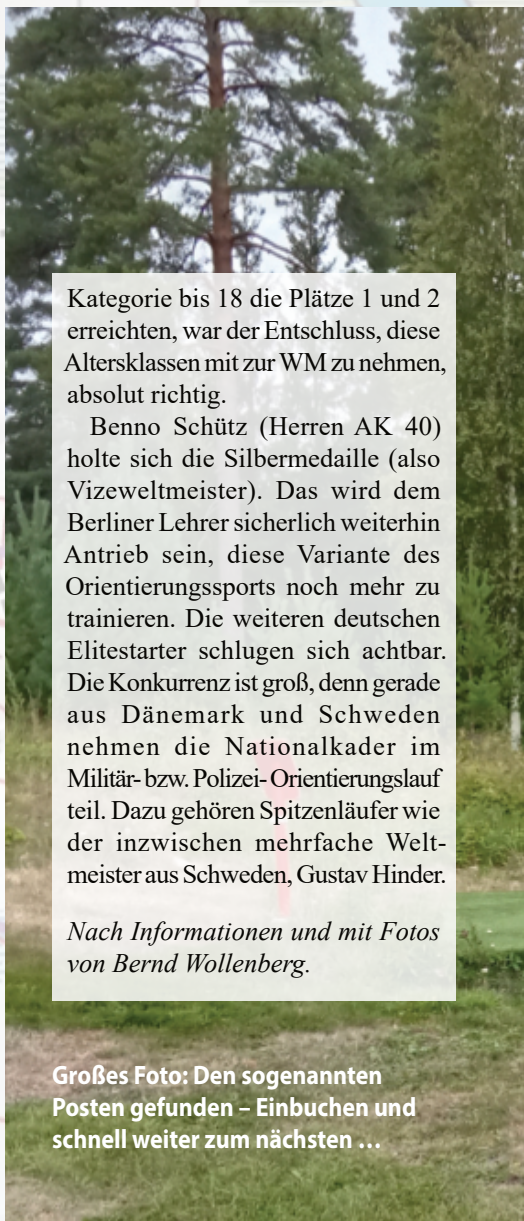 Kategorie bis 18 die Plätze 1 und 2
erreichten, war der Entschluss, diese
Altersklassen mit zur WM zu nehmen,
absolut richtig.
Benno Schütz (Herren AK 40)
holte sich die Silbermedaille (also
Vizeweltmeister). Das wird dem
Berliner Lehrer sicherlich weiterhin
Antrieb sein, diese Variante des
Orientierungssports noch mehr zu
trainieren. Die weiteren deutschen
Elitestarter schlugen sich achtbar.
Die Konkurrenz ist groß, denn gerade
aus Dänemark und Schweden
nehmen die Nationalkader im
Militär- bzw. Polizei-Orientierungslauf
teil. Dazu gehören Spitzenläufer wie
der inzwischen mehrfache Welt-
meister aus Schweden, Gustav Hinder.
Nach Informationen und mit Fotos
von Bernd Wollenberg.
Großes Foto: Den sogenannten
Posten gefunden – Einbuchen und
schnell weiter zum nächsten …